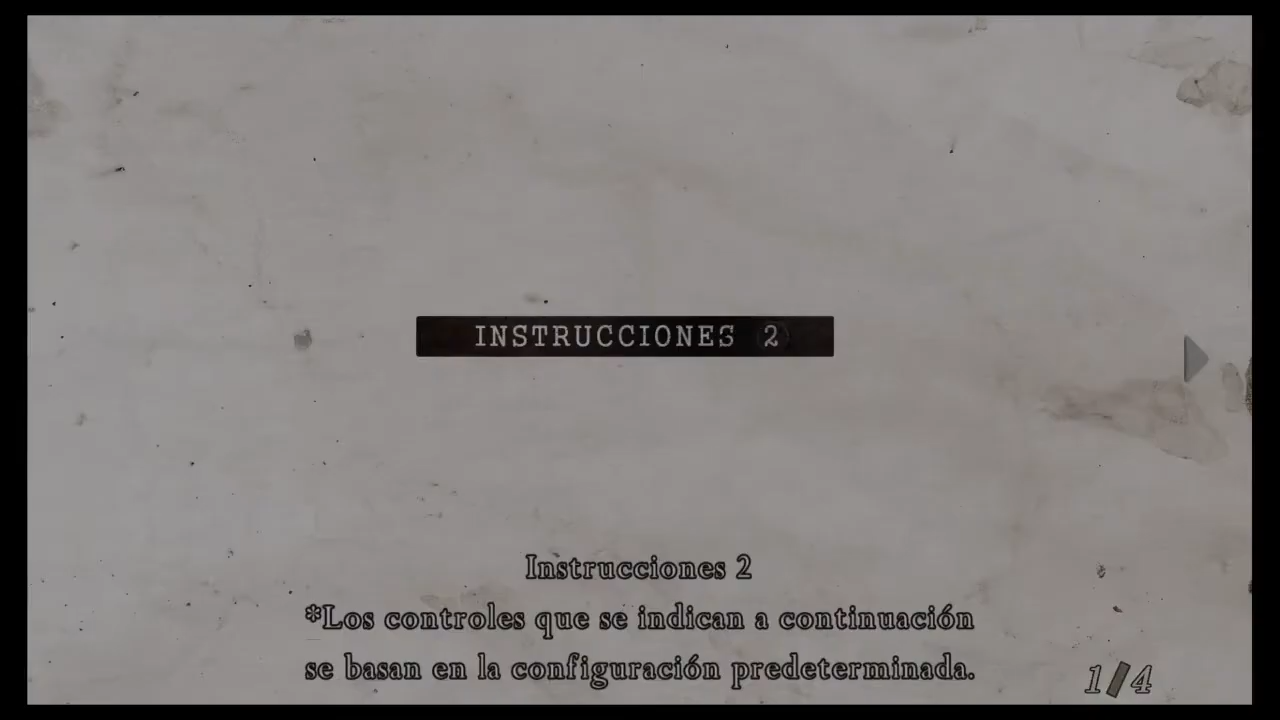 INSTRUCCIONES 2
Instrucciones 2
*Los controles que se indican a continuación
se basan en la configuración predeterminada.
1/4